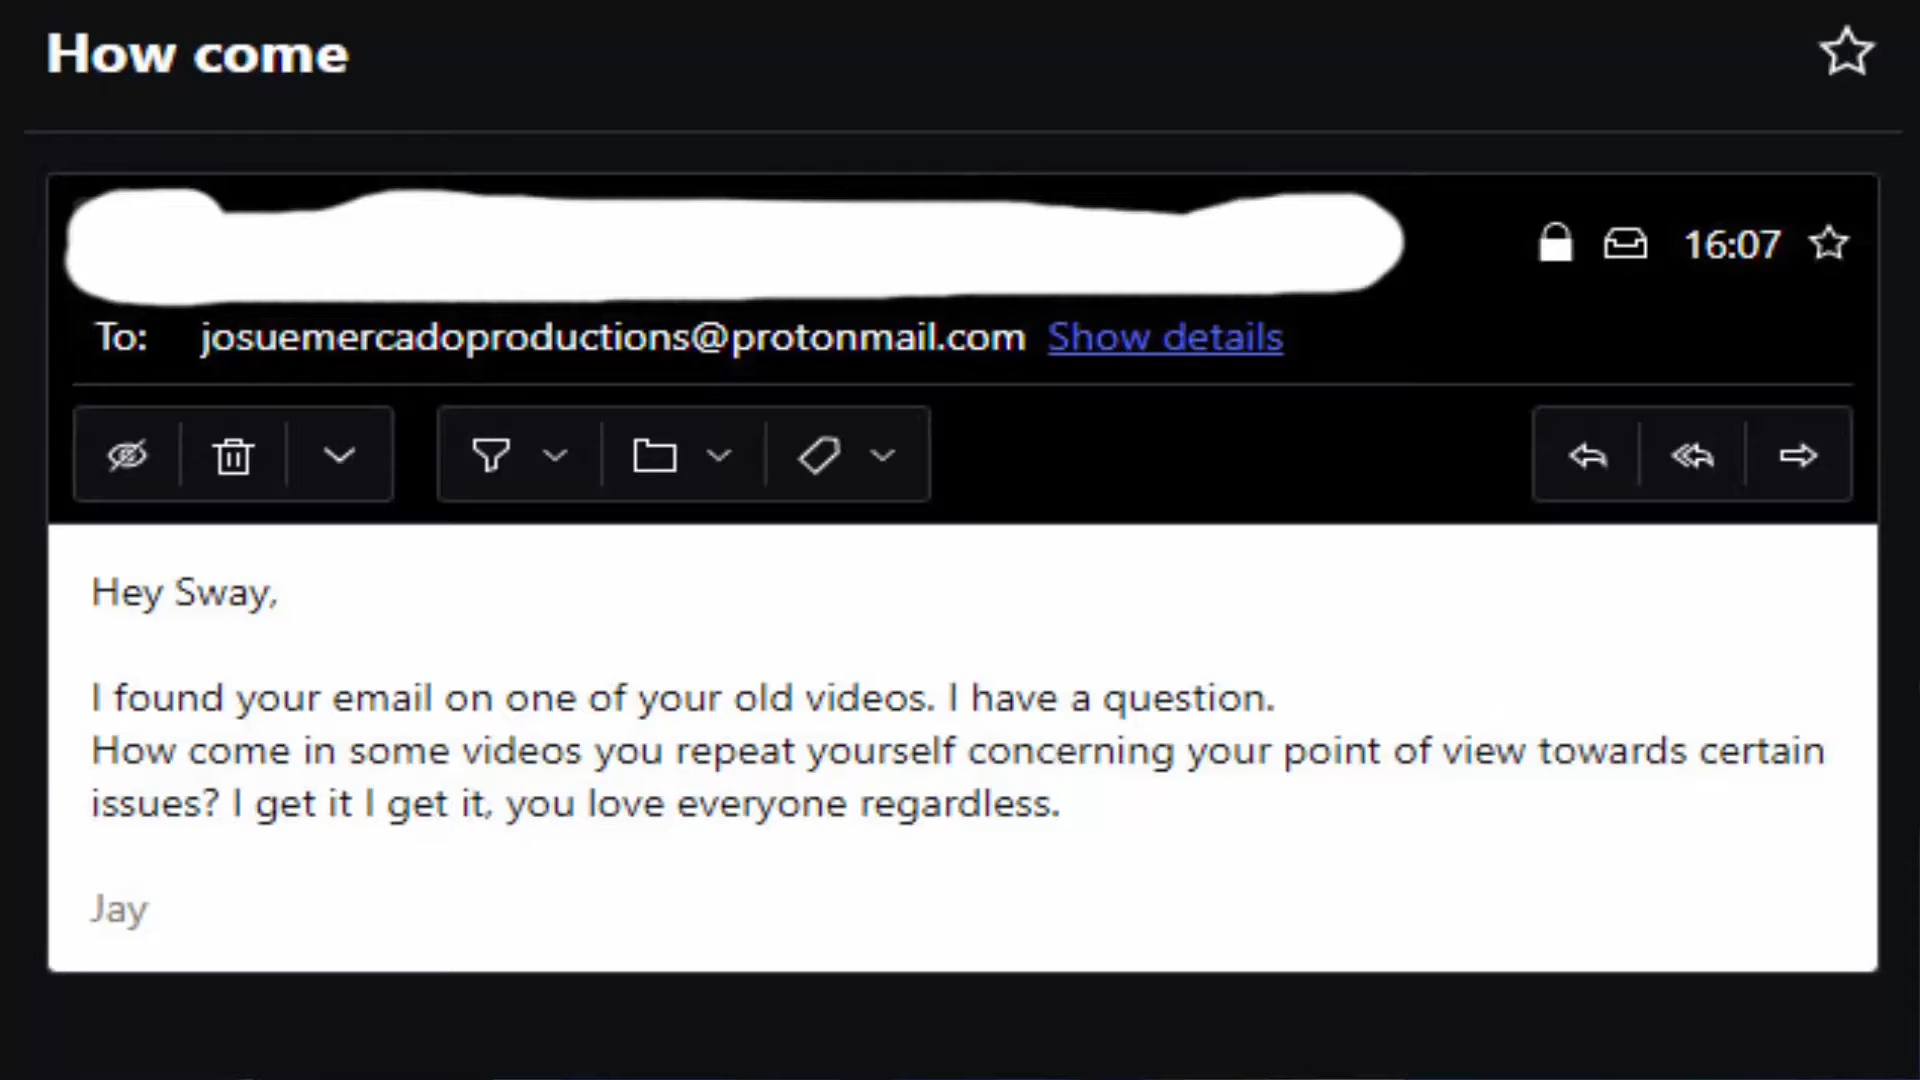 How come
16:07
To: josuemercadoproductions@protonmail.com Show details
Hey Sway,
I found your email on one of your old videos. I have a question.
How come in some videos you repeat yourself concerning your point of view towards certain
issues? I get it I get it, you love everyone regardless.
Jay